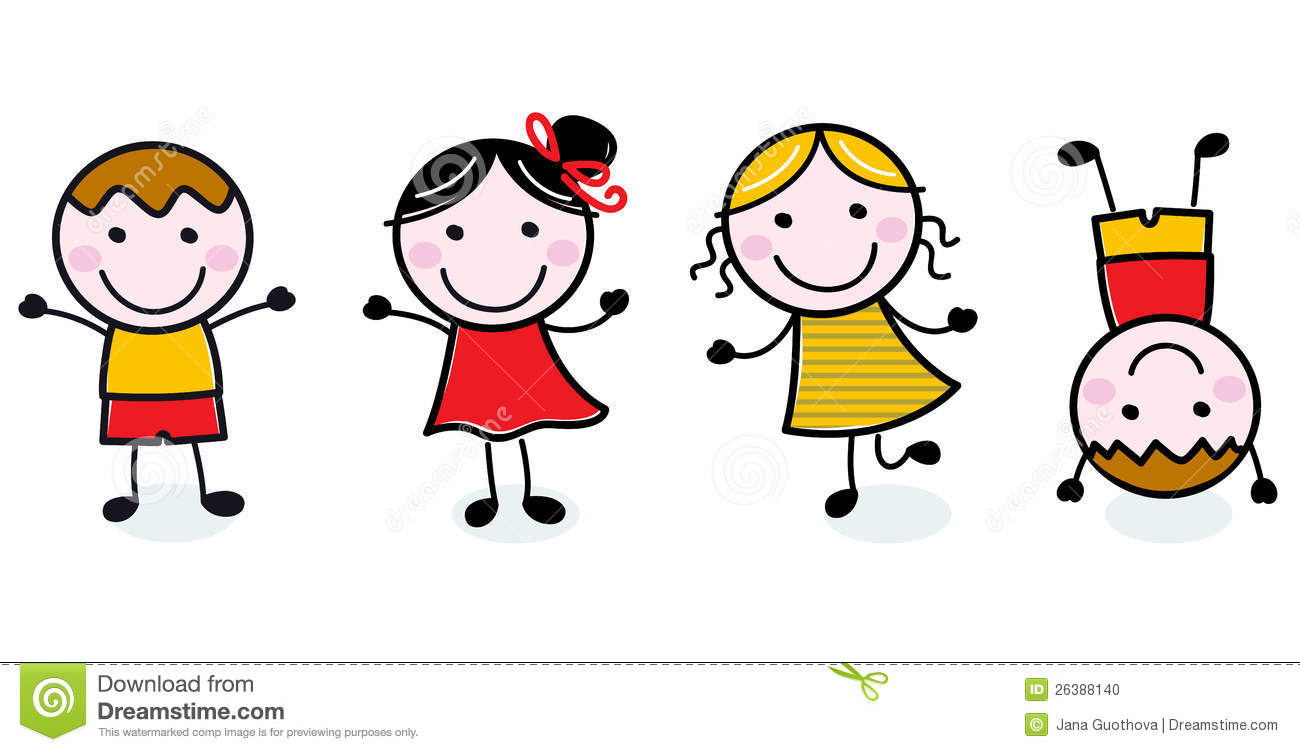 Download from
Dreamstime.com
This watermarked comp image is for previewing purposes only.
ID 26388140
© Jana Guothova | Dreamstime.com